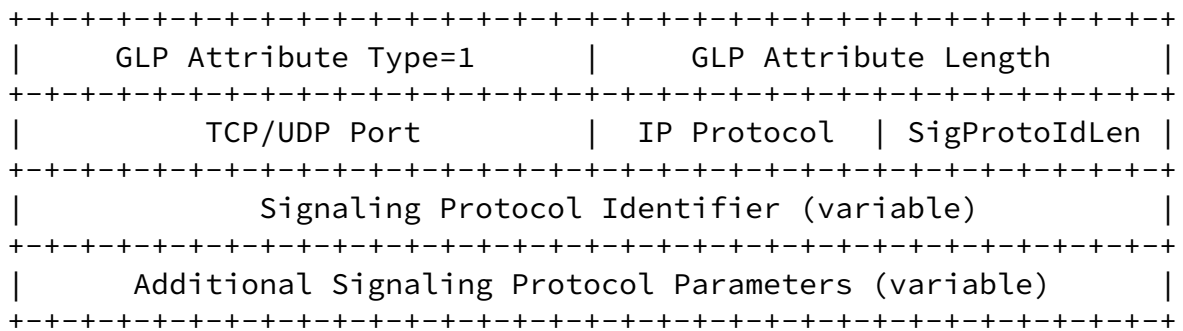 +-+-+-+-+-+-+-+-+-+-+-+-+-+-+-+-+-+-+-+-+-+-+-+-+-+-+-+-+-+-+-+-+
|     GLP Attribute Type=1      |     GLP Attribute Length      |
+-+-+-+-+-+-+-+-+-+-+-+-+-+-+-+-+-+-+-+-+-+-+-+-+-+-+-+-+-+-+-+-+
|          TCP/UDP Port         |  IP Protocol  | SigProtoIdLen |
+-+-+-+-+-+-+-+-+-+-+-+-+-+-+-+-+-+-+-+-+-+-+-+-+-+-+-+-+-+-+-+-+
|             Signaling Protocol Identifier (variable)          |
+-+-+-+-+-+-+-+-+-+-+-+-+-+-+-+-+-+-+-+-+-+-+-+-+-+-+-+-+-+-+-+-+
|      Additional Signaling Protocol Parameters (variable)      |
+-+-+-+-+-+-+-+-+-+-+-+-+-+-+-+-+-+-+-+-+-+-+-+-+-+-+-+-+-+-+-+-+